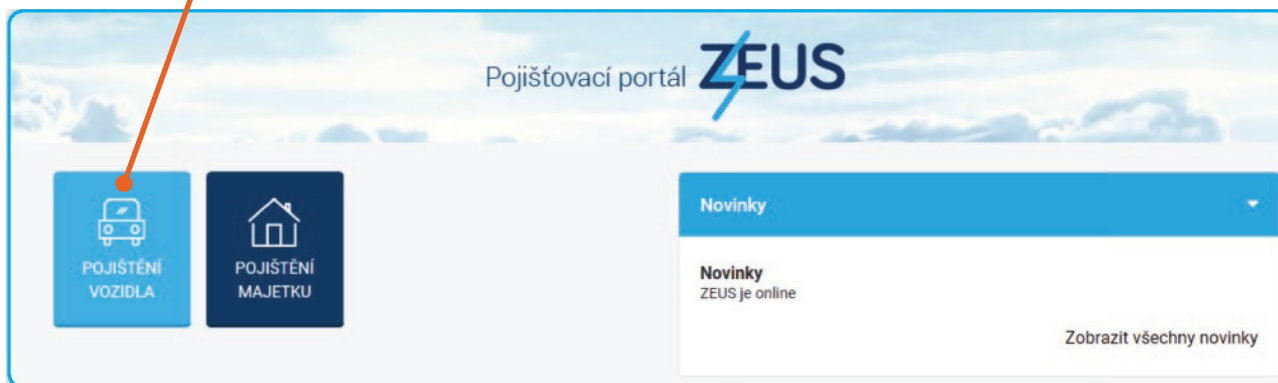 Pojišťovací portál ZEUS
POJIŠTĚNÍ
VOZIDLA
POJIŠTĚNÍ
MAJETKU
Novinky
Novinky
ZEUS je online
Zobrazit všechny novinky